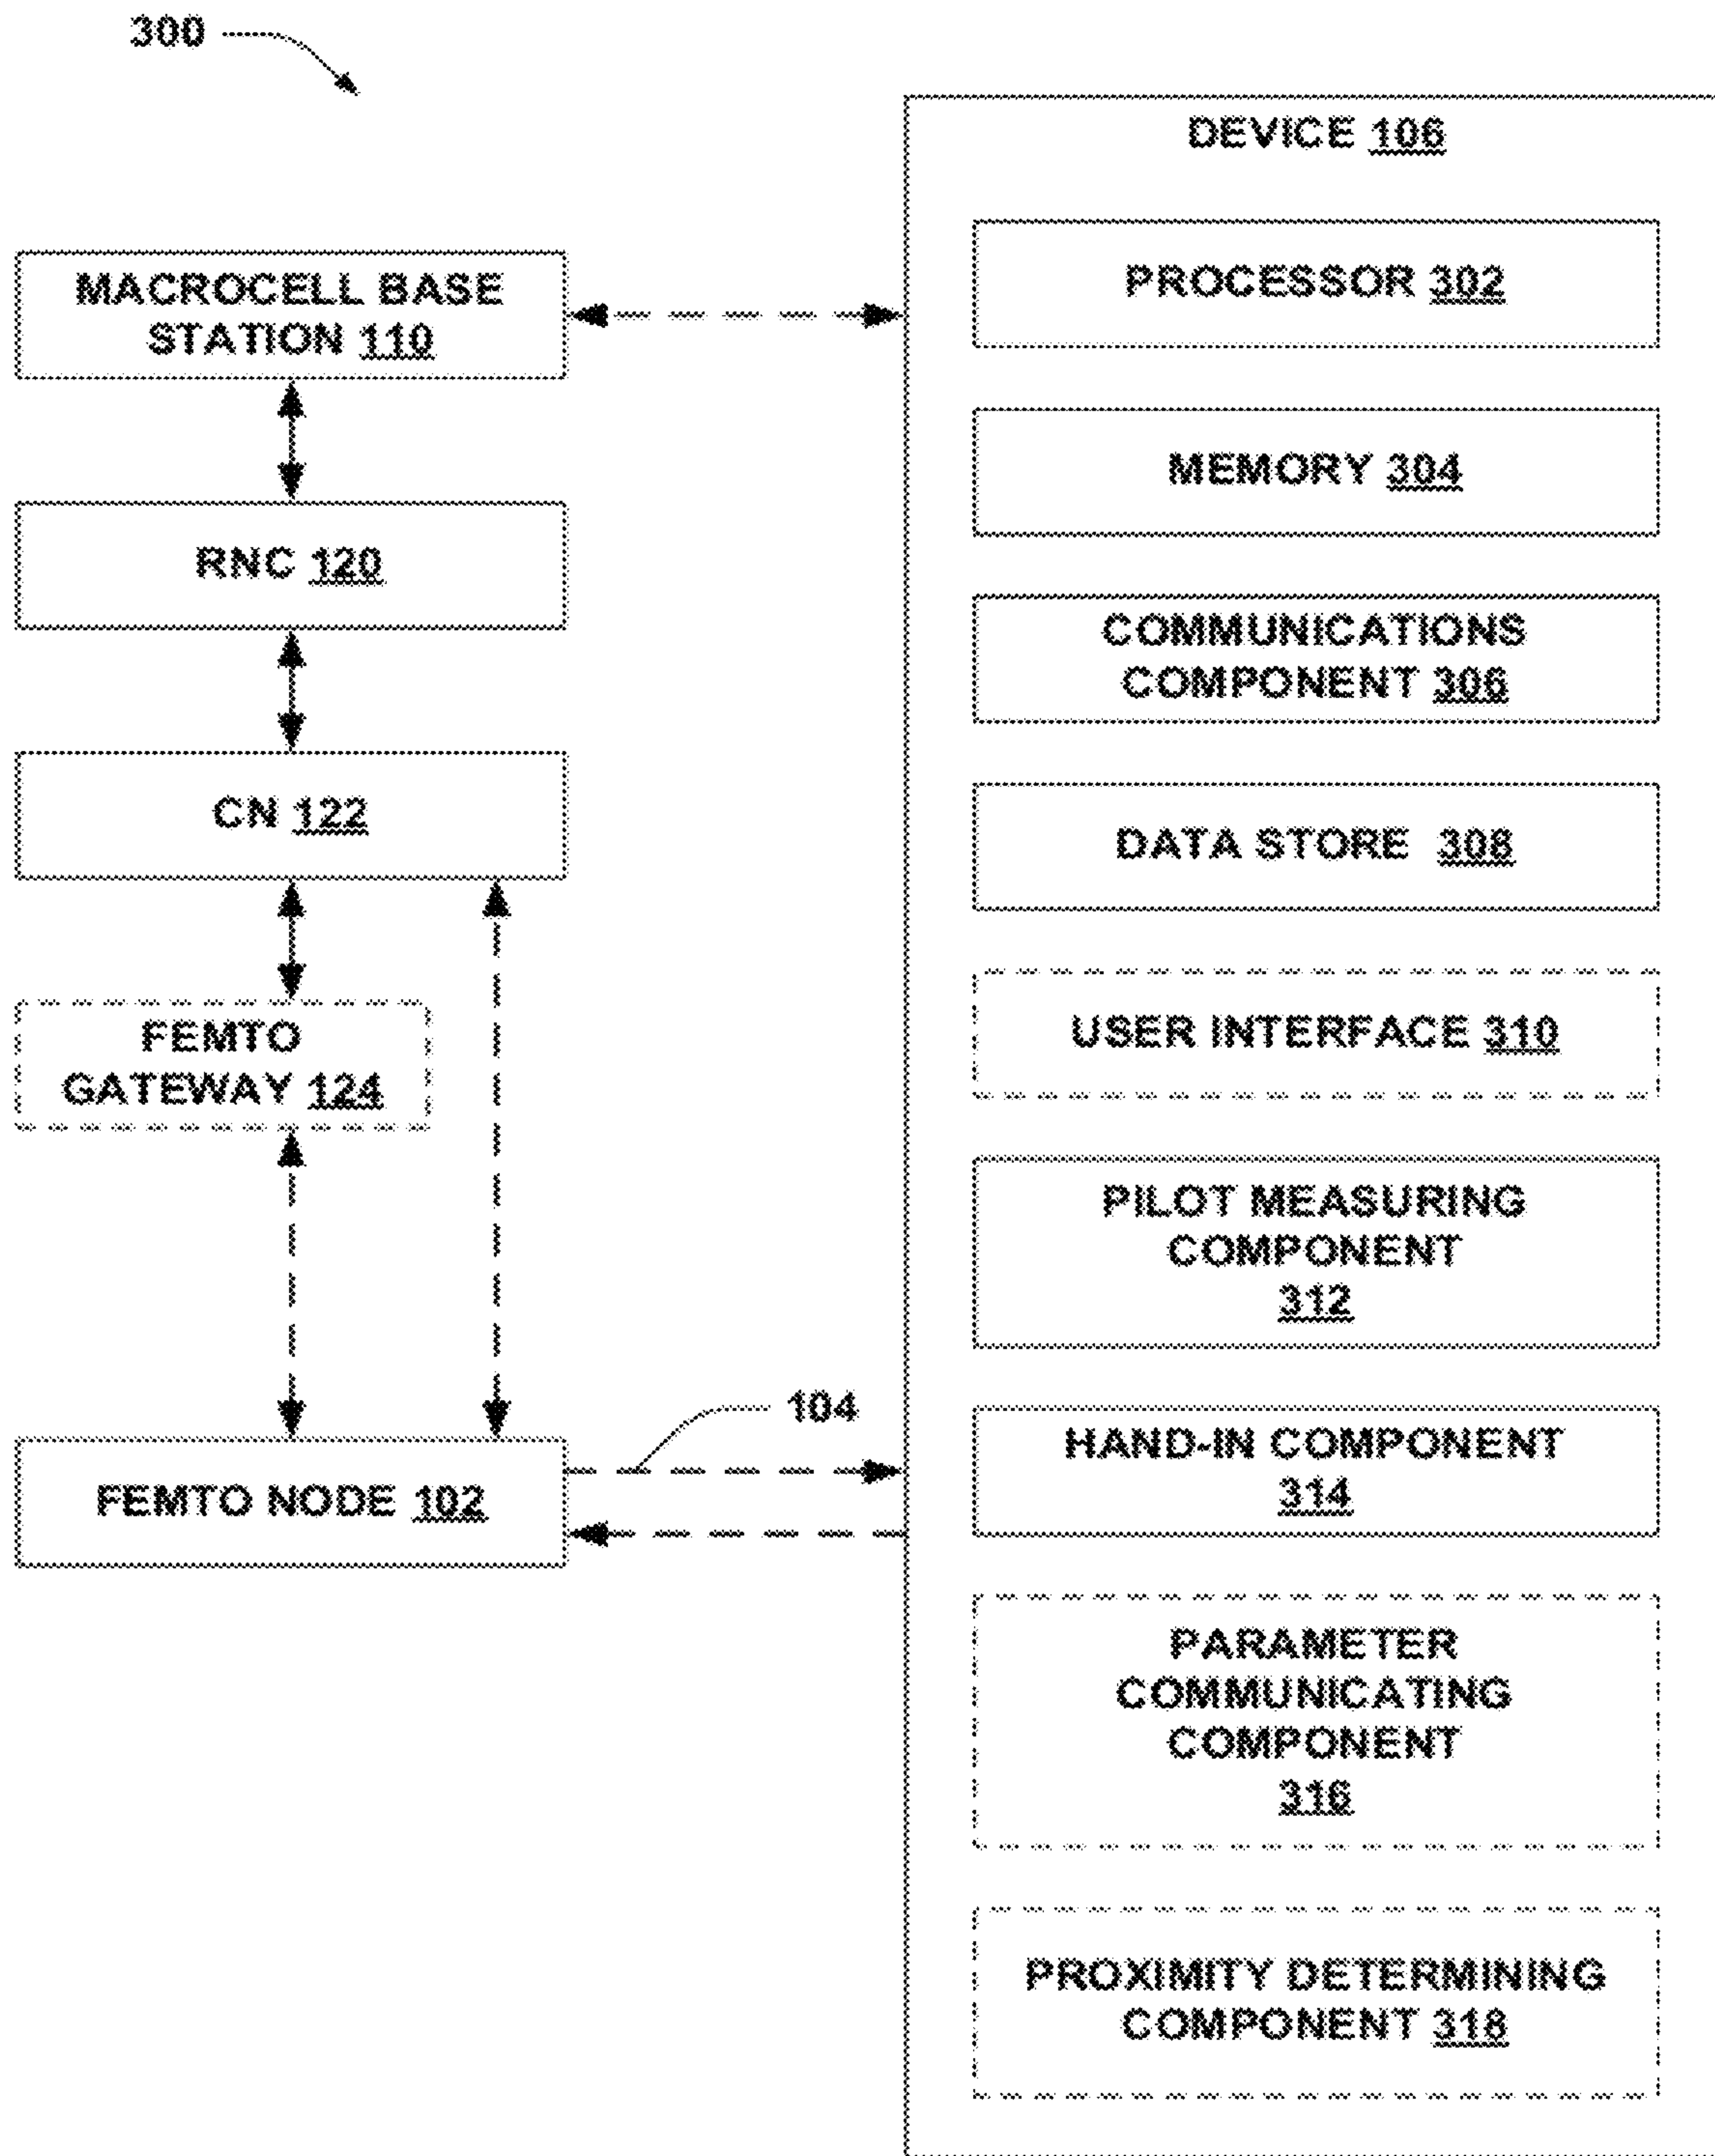 300
MACROCELL BASE
STATION 110
RNC 120
CN 122
FEMTO
GATEWAY 124
FEMTO NODE 102
104
DEVICE 106
PROCESSOR 302
MEMORY 304
COMMUNICATIONS
COMPONENT 306
DATA STORE 308
USER INTERFACE 310
PILOT MEASURING
COMPONENT
312
HAND-IN COMPONENT
314
PARAMETER
COMMUNICATING
COMPONENT
316
PROXIMITY DETERMINING
COMPONENT 318